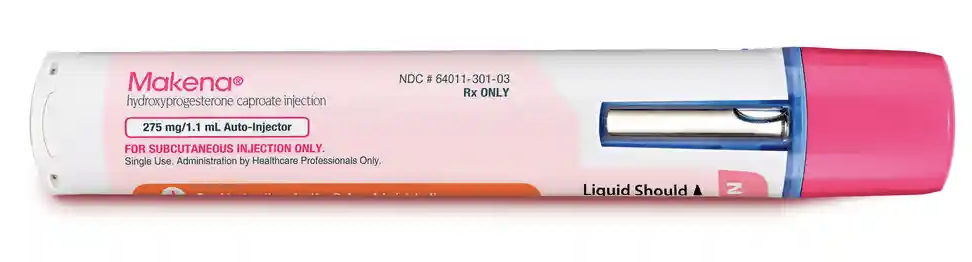 Makena®
hydroxyprogesterone caproate injection
275 mg/1.1 mL Auto-Injector
FOR SUBCUTANEOUS INJECTION ONLY.
Single Use. Administration by Healthcare Professionals Only.
NDC # 64011-301-03
Rx ONLY
Liquid Should